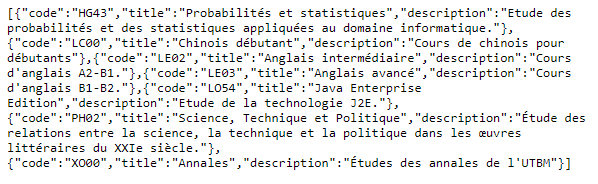 [{"code":"HG43","title":"Probabilités et statistiques","description":"Etude des
probabilités et des statistiques appliquées au domaine informatique."},
{"code":"LC00","title":"Chinois débutant","description":"Cours de chinois pour
débutants"},{"code":"LE02","title":"Anglais intermédiaire","description":"Cours
d'anglais A2-B1."},{"code":"LE03","title":"Anglais avancé","description":"Cours
d'anglais B1-B2."},{"code":"LO54","title":"Java Enterprise
Edition","description":"Etude de la technologie J2E."},
{"code":"PH02","title":"Science, Technique et Politique","description":"Étude des
relations entre la science, la technique et la politique dans les œuvres
littéraires du XXIe siècle."},
{"code":"XO00","title":"Annales","description":"Études des annales de l'UTBM"}]